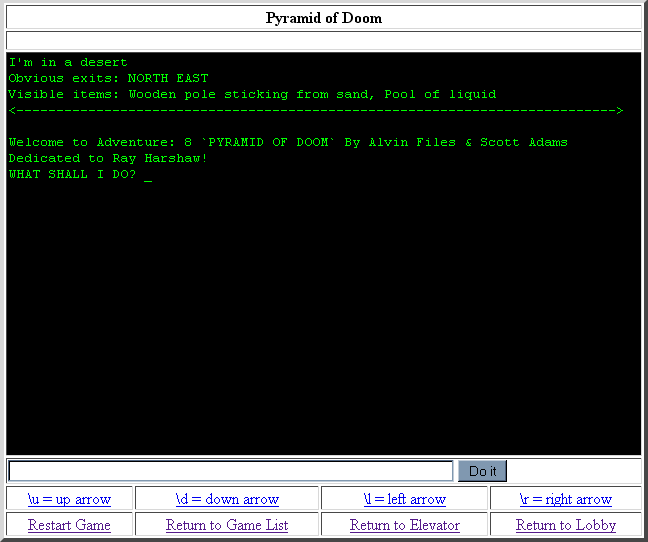 Pyramid of Doom
I'm in a desert
Obvious exits: NORTH EAST
Visible items: Wooden pole sticking from sand, Pool of liquid
<--------------------------------------------------------------------------->
Welcome to Adventure: 8 `PYRAMID OF DOOM` By Alvin Files & Scott Adams
Dedicated to Ray Harshaw!
WHAT SHALL I DO? _
Do it
\u = up arrow \d = down arrow \l = left arrow \r = right arrow
Restart Game Return to Game List Return to Elevator Return to Lobby